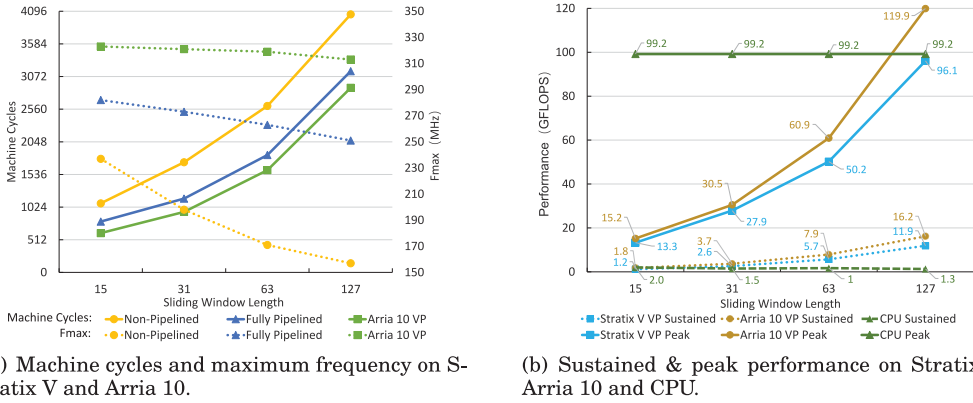 4096
3584
3072
2560
2048
1536
1024
512
0
Machine Cycles
350
330
310
290
270
250
230
210
190
170
150
Fmax (MHz)
15 31 63 127
Sliding Window Length
Machine Cycles: Non-Pipelined Fully Pipelined Arria 10 VP
Fmax: Non-Pipelined Fully Pipelined Arria 10 VP
) Machine cycles and maximum frequency on S-
atix V and Arria 10.
120
100
80
60
40
20
0
Performance (GFLOPS)
119.9
99.2 99.2 99.2 99.2
96.1
60.9
50.2
30.5
27.9
15.2
13.3
16.2
11.9
7.9
5.7
3.7
2.6
1.8
1.2
2.0 1.5 1 1.3
15 31 63 127
Sliding Window Length
Stratix V VP Sustained Arria 10 VP Sustained CPU Sustained
Stratix V VP Peak Arria 10 VP Peak CPU Peak
(b) Sustained & peak performance on Stratix
Arria 10 and CPU.